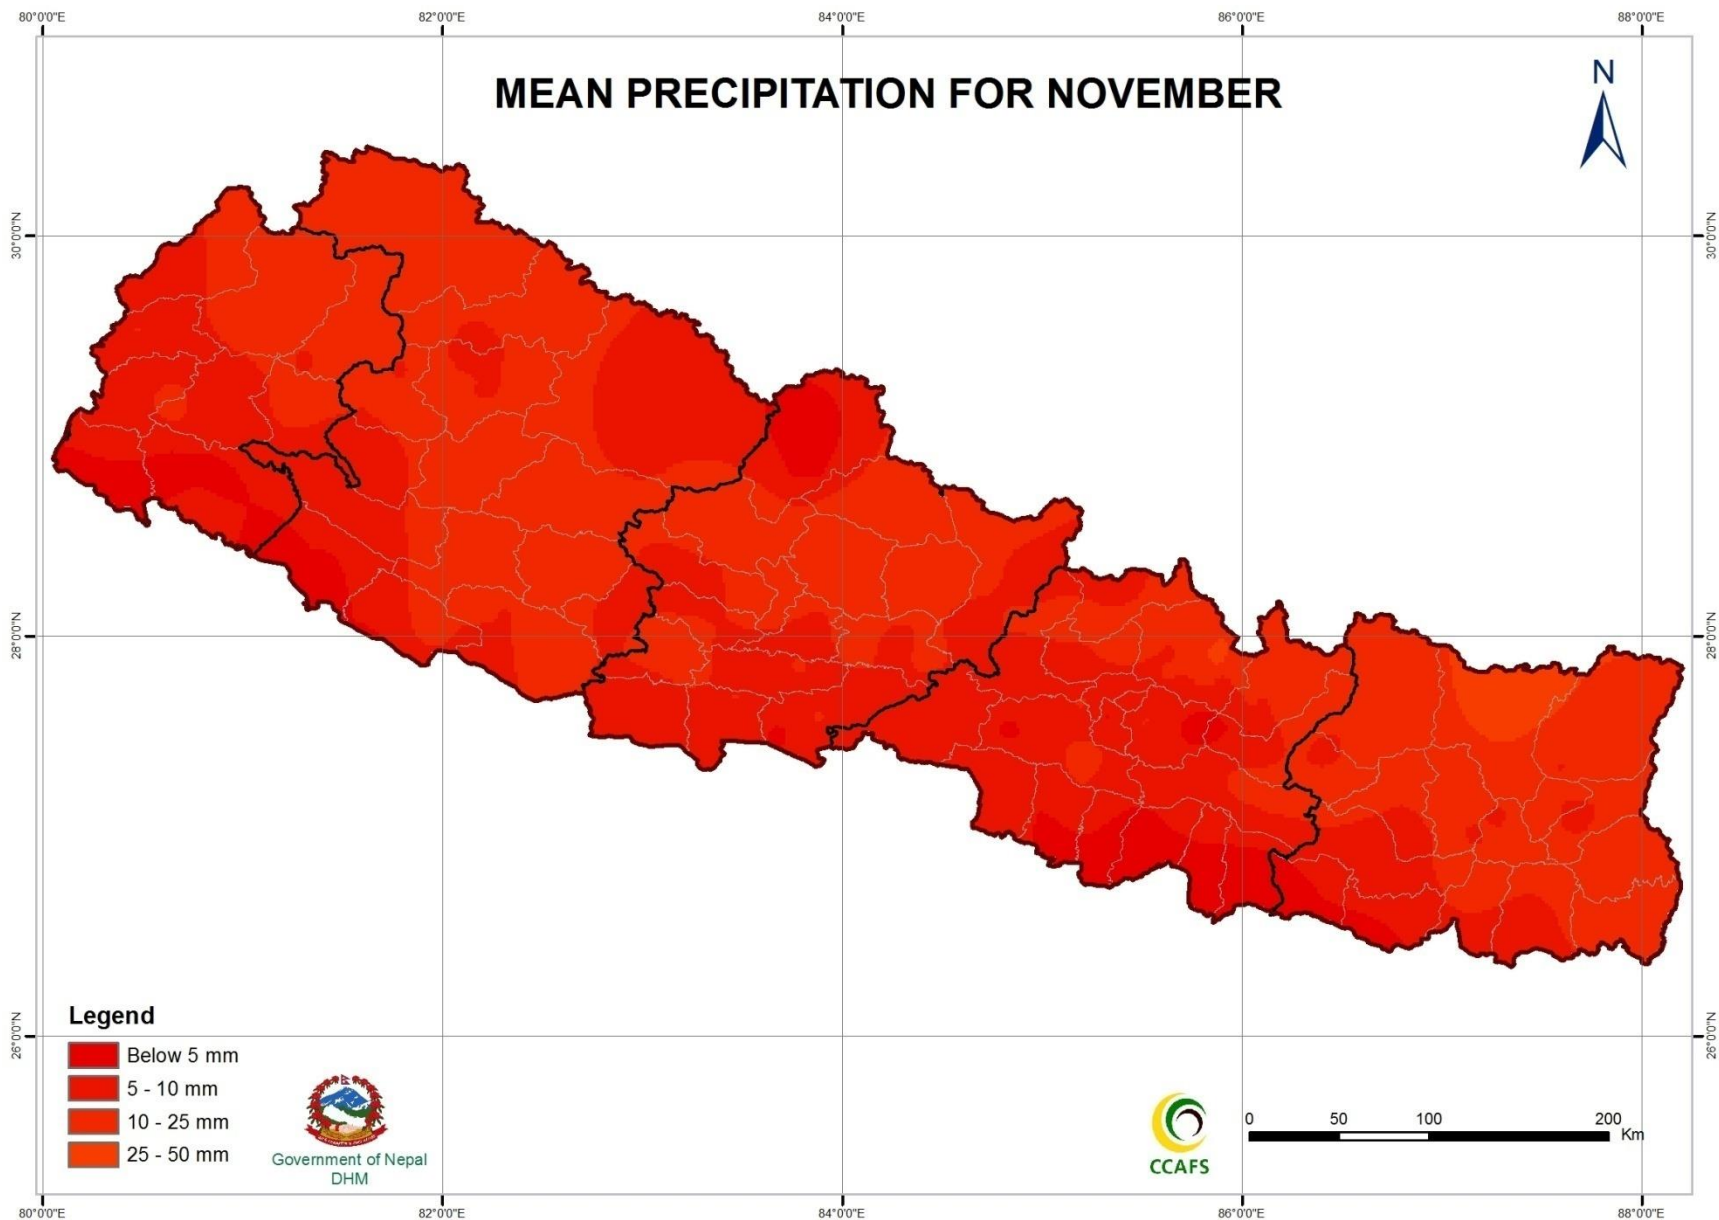 80°0'0"E 82°0'0"E 84°0'0"E 86°0'0"E 88°0'0"E
MEAN PRECIPITATION FOR NOVEMBER
N
30°0'0"N 30°0'0"N
28°0'0"N 28°0'0"N
26°0'0"N 26°0'0"N
Legend
Below 5 mm
5 - 10 mm
10 - 25 mm
25 - 50 mm
Government of Nepal
DHM
CCAFS
0 50 100 200
Km
80°0'0"E 82°0'0"E 84°0'0"E 86°0'0"E 88°0'0"E